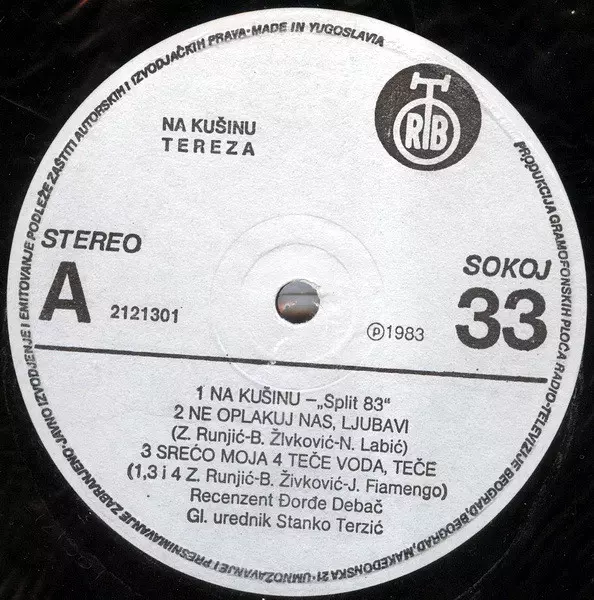 PRODUKCIJA GRAMOFONSKIH PLOČA RADIO-TELEVIZIJE BEOGRAD, BEOGRAD, MAKEDONSKA 21 - UMNOŽAVANJE I PRESNIMAVANJE ZABRANJENO - JAVNO IZVODJENJE I EMITOVANJE PODLEŽE ZAŠTITI AUTORSKIH I IZVODJAČKIH PRAVA - MADE IN YUGOSLAVIA
NA KUŠINU
TEREZA
RTB
STEREO
A 2121301
SOKOJ
33
℗1983
1 NA KUŠINU – „Split 83"
2 NE OPLAKUJ NAS, LJUBAVI
(Z. Runjić-B. Žlvković-N. Labić)
3 SREĆO MOJA 4 TEČE VODA, TEČE
(1,3 i 4 Z. Runjić-B. Živković-J. Fiamengo)
Recenzent Đorđe Debač
Gl. urednik Stanko Terzić